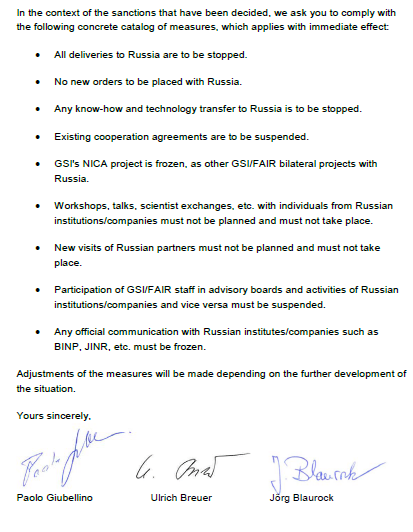 In the context of the sanctions that have been decided, we ask you to comply with
the following concrete catalog of measures, which applies with immediate effect:
• All deliveries to Russia are to be stopped.
• No new orders to be placed with Russia.
• Any know-how and technology transfer to Russia is to be stopped.
• Existing cooperation agreements are to be suspended.
• GSI's NICA project is frozen, as other GSI/FAIR bilateral projects with
Russia.
• Workshops, talks, scientist exchanges, etc. with individuals from Russian
institutions/companies must not be planned and must not take place.
• New visits of Russian partners must not be planned and must not take
place.
• Participation of GSI/FAIR staff in advisory boards and activities of Russian
institutions/companies and vice versa must be suspended.
• Any official communication with Russian institutes/companies such as
BINP, JINR, etc. must be frozen.
Adjustments of the measures will be made depending on the further development of
the situation.
Yours sincerely,
J. Blaurock
Paolo Giubellino Ulrich Breuer Jörg Blaurock